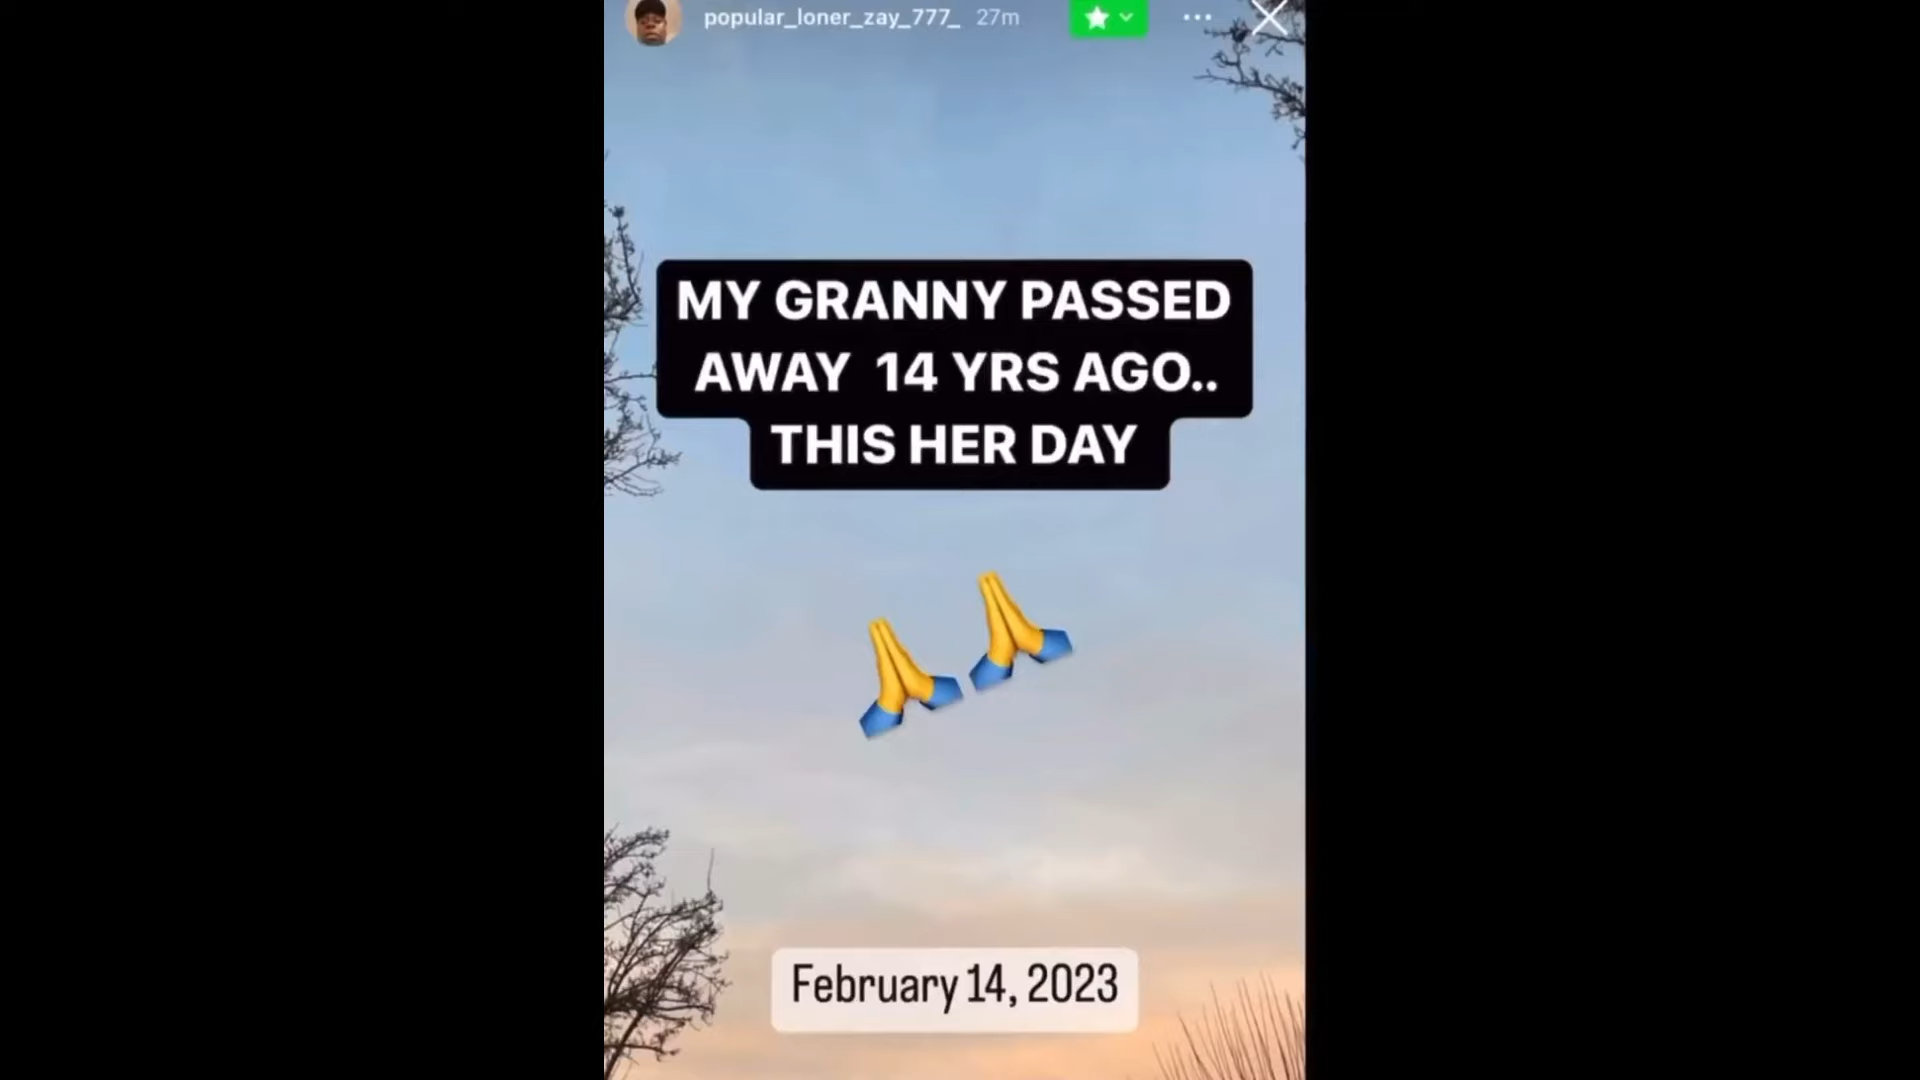 popular_loner_zay_777_ 27m
MY GRANNY PASSED
AWAY 14 YRS AGO..
THIS HER DAY
February 14, 2023